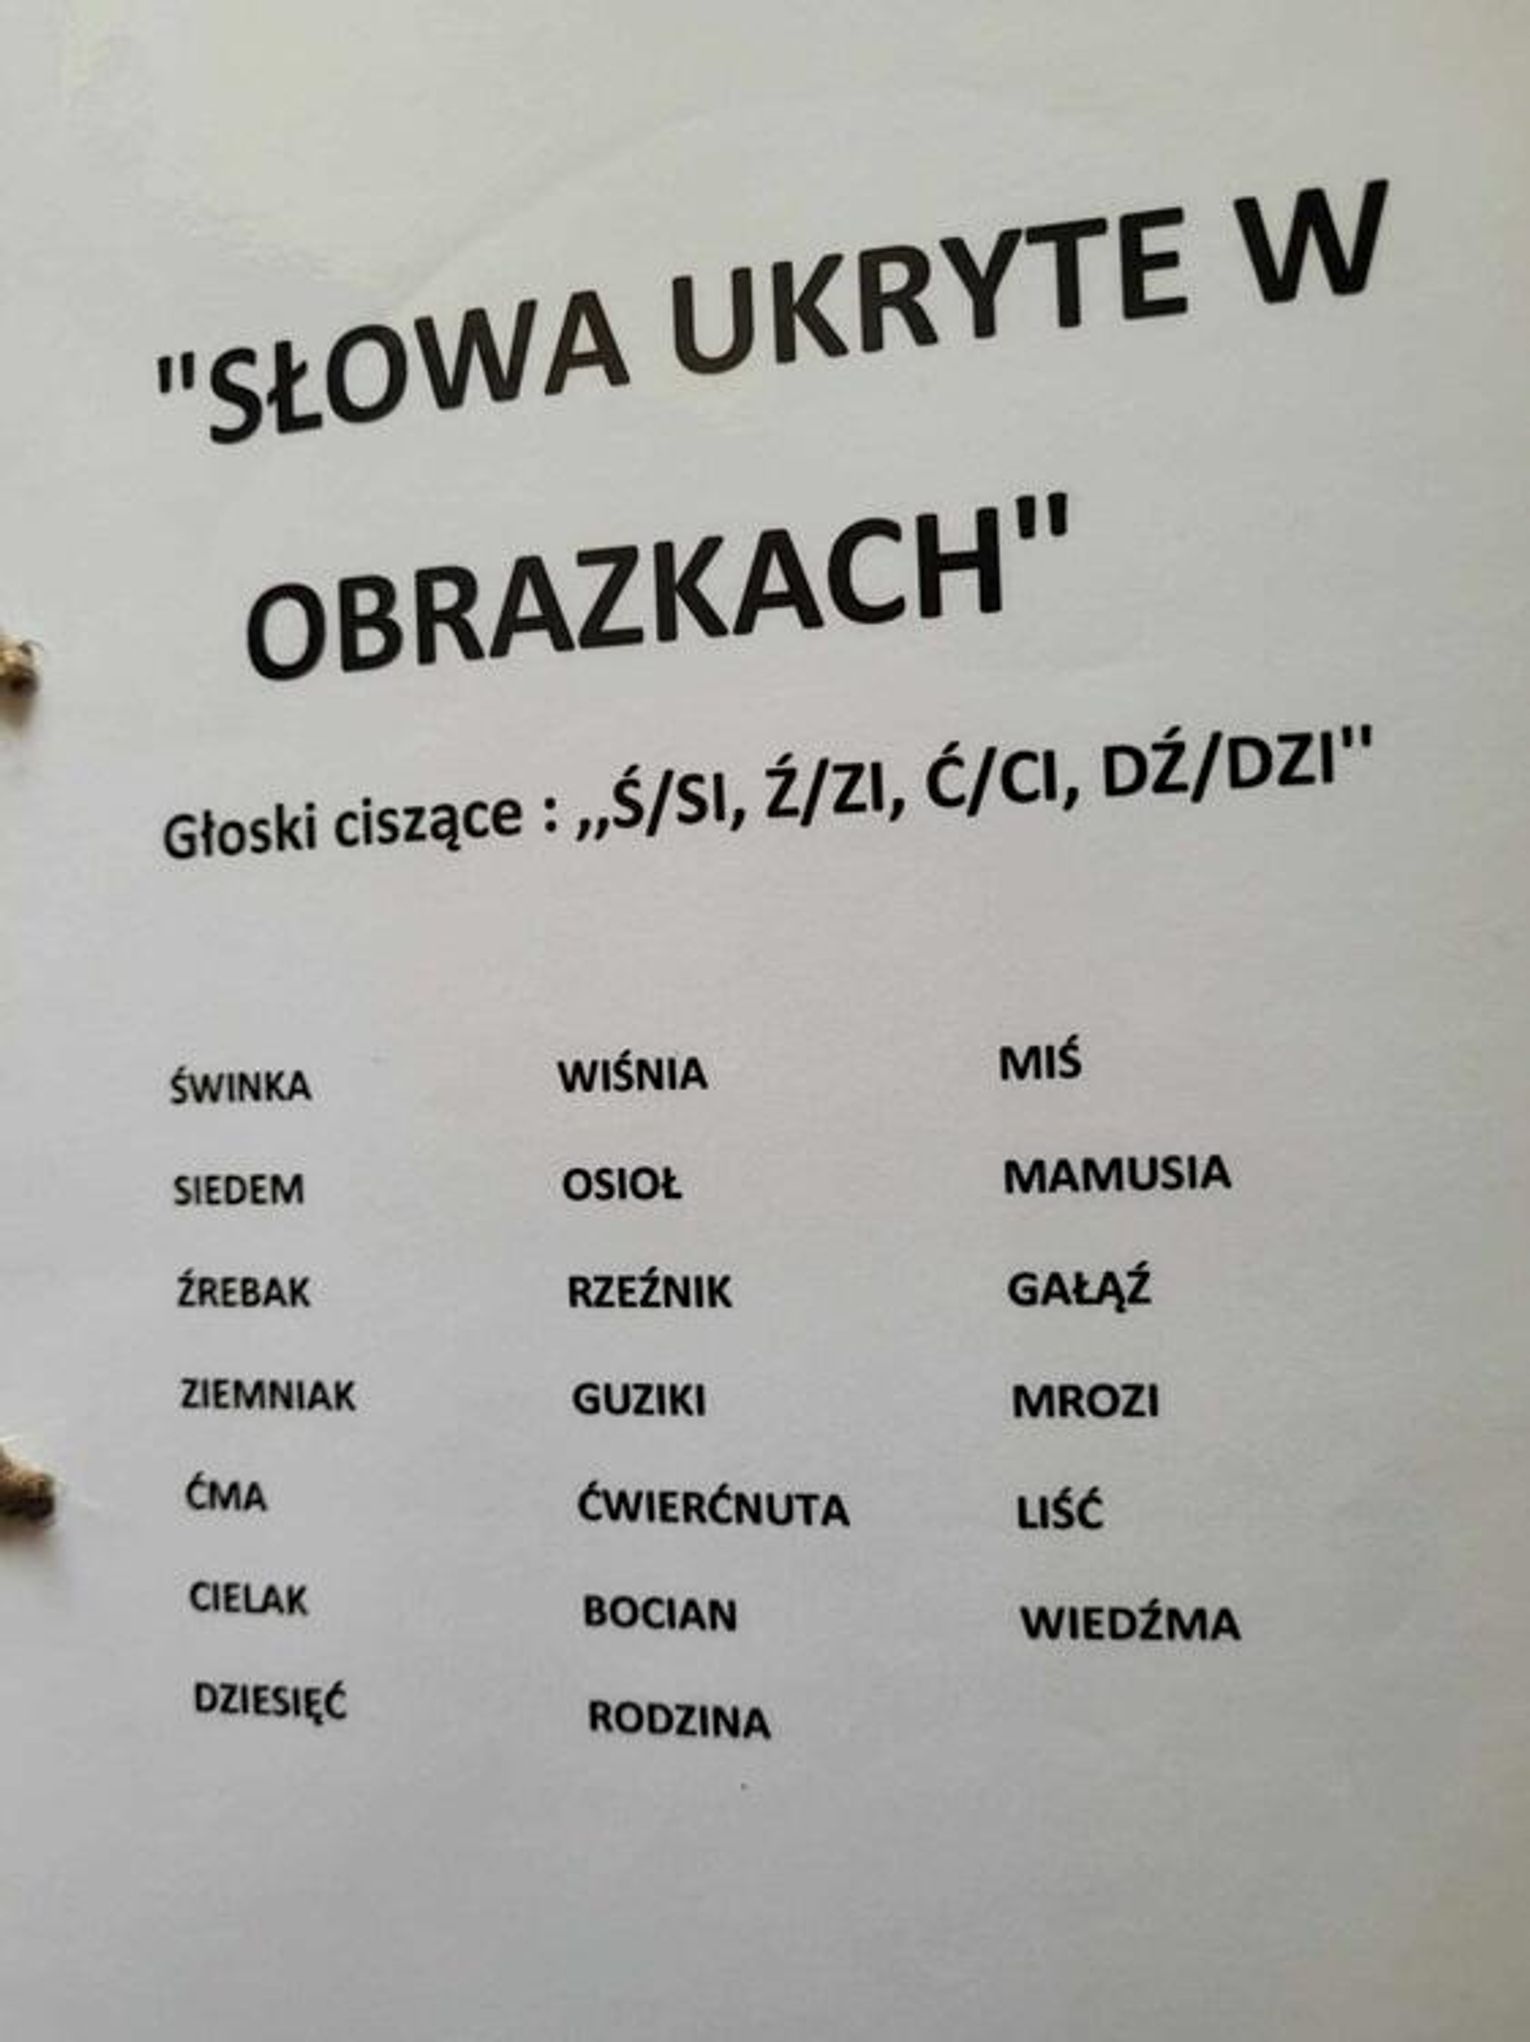 "SŁOWA UKRYTE W
OBRAZKACH"
Głoski ciszące : ,,Ś/SI, Ź/ZI, Ć/CI, DŹ/DZI"
ŚWINKA WIŚNIA MIŚ
SIEDEM OSIOŁ MAMUSIA
ŹREBAK RZEŹNIK GAŁĄŹ
ZIEMNIAK GUZIKI MROZI
ĆMA ĆWIERĆNUTA LIŚĆ
CIELAK BOCIAN WIEDŹMA
DZIESIĘĆ RODZINA